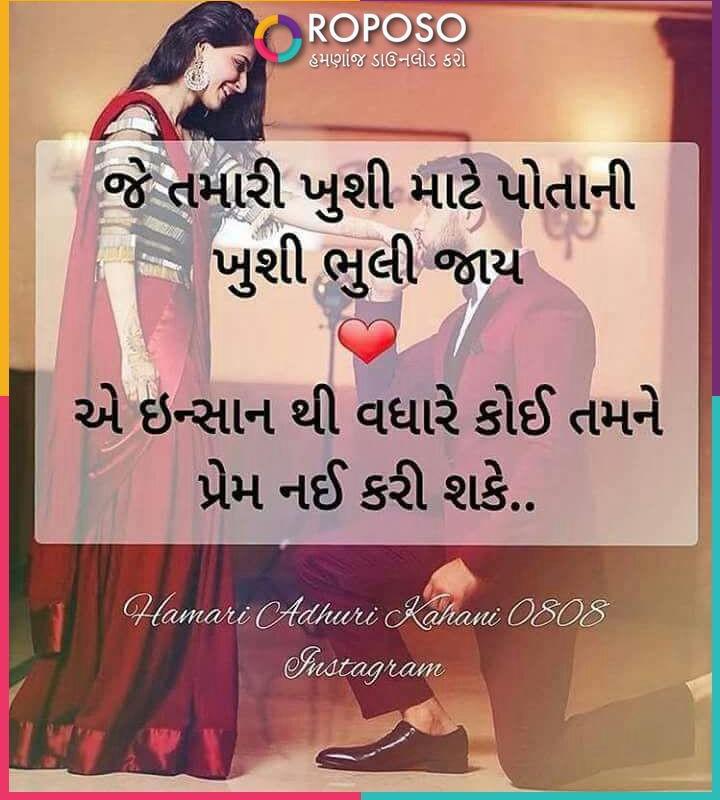 ROPOSO
હમણાંજ ડાઉનલોડ કરો
જે તમારી ખુશી માટે પોતાની
ખુશી ભુલી જાય
એ ઇન્સાન થી વધારે કોઈ તમને
પ્રેમ નઈ કરી શકે..
Hamari Adhuri Kahani 0808
Instagram